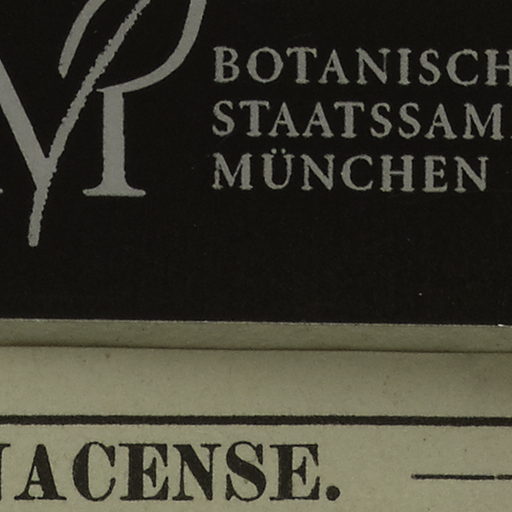 BOTANISCH
STAATSSAM
MÜNCHEN
ACENSE.